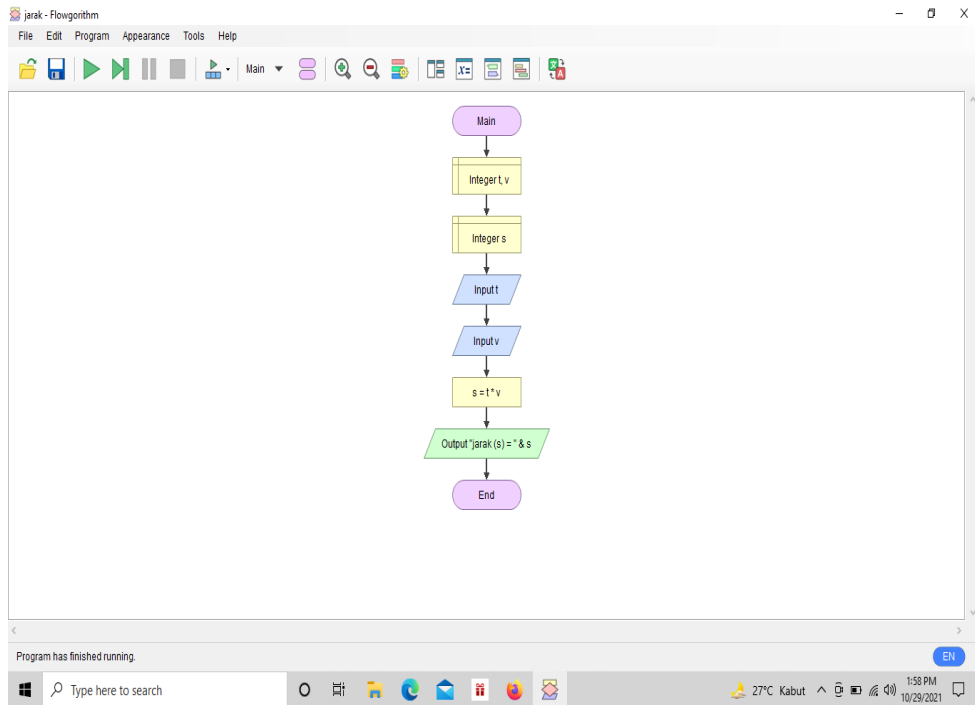 jarak - Flowgorithm
File Edit Program Appearance Tools Help
Main
Main
Integer t, v
Integer s
Input t
Input v
s = t * v
Output "jarak (s) = " & s
End
Program has finished running.
EN
Type here to search
27°C Kabut
1:58 PM
10/29/2021